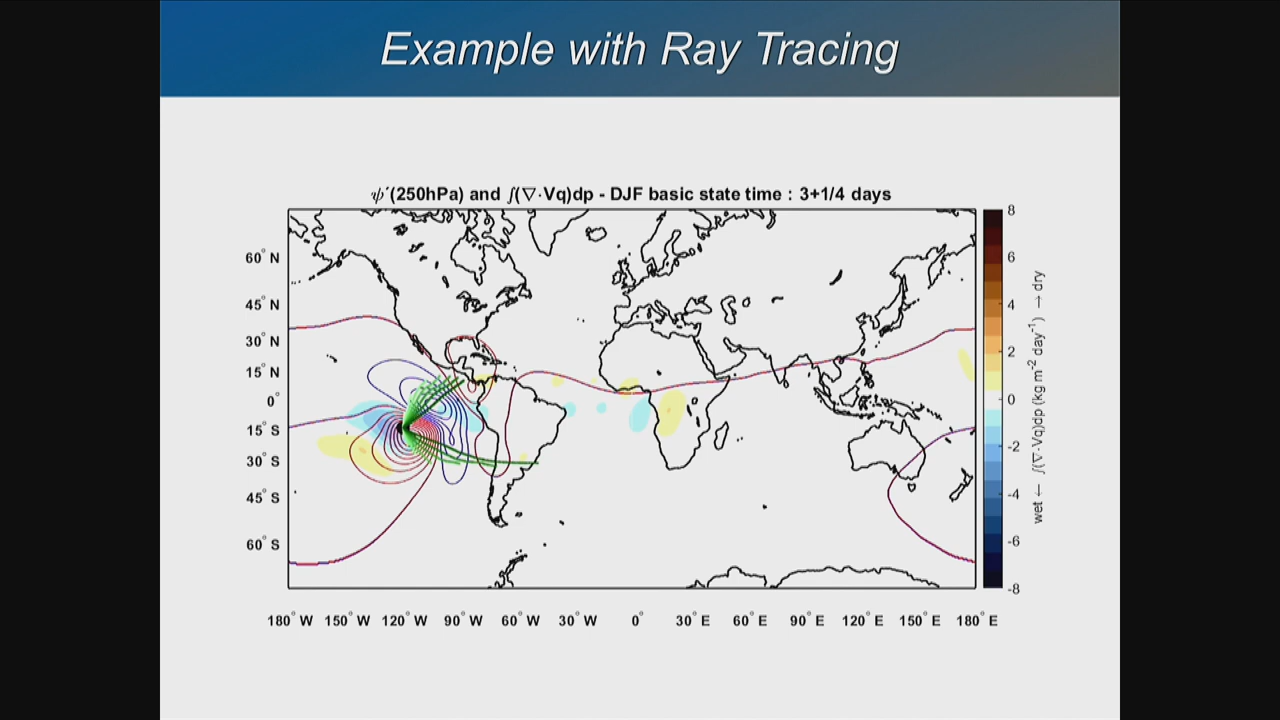 Example with Ray Tracing
ψ´(250hPa) and ∫(∇·Vq)dp - DJF basic state time : 3+1/4 days
60° N
45° N
30° N
15° N
0°
15° S
30° S
45° S
60° S
180° W 150° W 120° W 90° W 60° W 30° W 0° 30° E 60° E 90° E 120° E 150° E 180° E
8
6
4
2
0
-2
-4
-6
-8
wet ← ∫(∇·Vq)dp (kg m-2 day-1) → dry